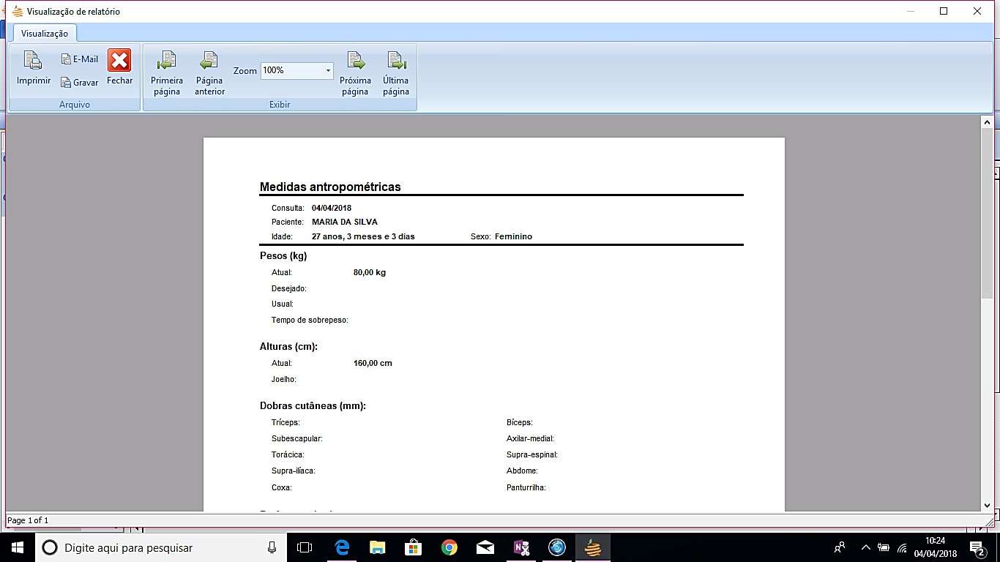 Visualização de relatório
Visualização
Imprimir
E-Mail
Gravar
Fechar
Arquivo
Primeira página
Página anterior
Zoom 100%
Próxima página
Última página
Exibir
Medidas antropométricas
Consulta: 04/04/2018
Paciente: MARIA DA SILVA
Idade: 27 anos, 3 meses e 3 dias Sexo: Feminino
Pesos (kg)
Atual: 80,00 kg
Desejado:
Usual:
Tempo de sobrepeso:
Alturas (cm):
Atual: 160,00 cm
Joelho:
Dobras cutâneas (mm):
Tríceps: Bíceps:
Subescapular: Axilar-medial:
Torácica: Supra-espinal:
Supra-ilíaca: Abdome:
Coxa: Panturrilha:
Page 1 of 1
Digite aqui para pesquisar
10:24
04/04/2018
2